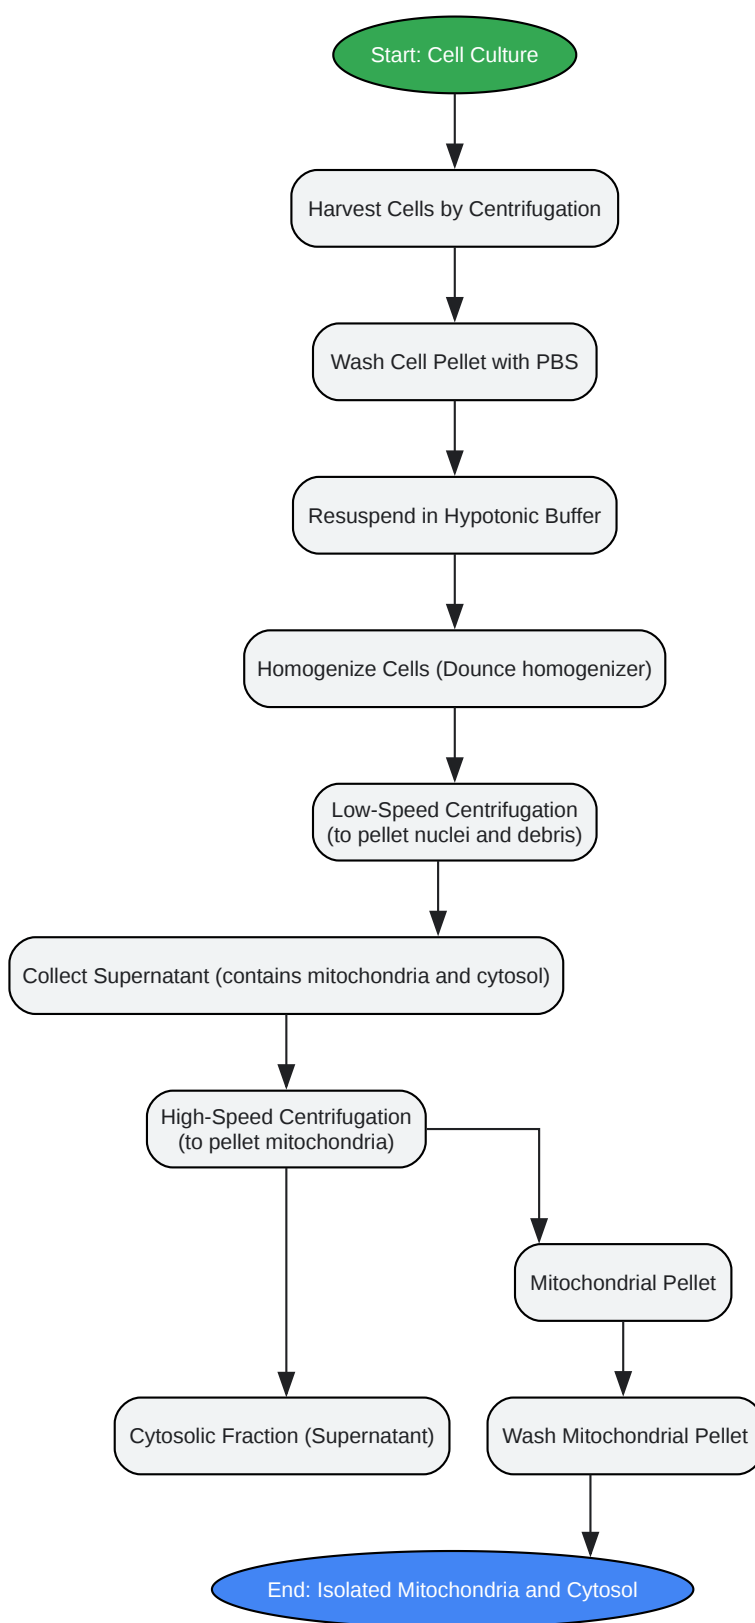 Start: Cell Culture
Harvest Cells by Centrifugation
Wash Cell Pellet with PBS
Resuspend in Hypotonic Buffer
Homogenize Cells (Dounce homogenizer)
Low-Speed Centrifugation
(to pellet nuclei and debris)
Collect Supernatant (contains mitochondria and cytosol)
High-Speed Centrifugation
(to pellet mitochondria)
Mitochondrial Pellet
Cytosolic Fraction (Supernatant)
Wash Mitochondrial Pellet
End: Isolated Mitochondria and Cytosol